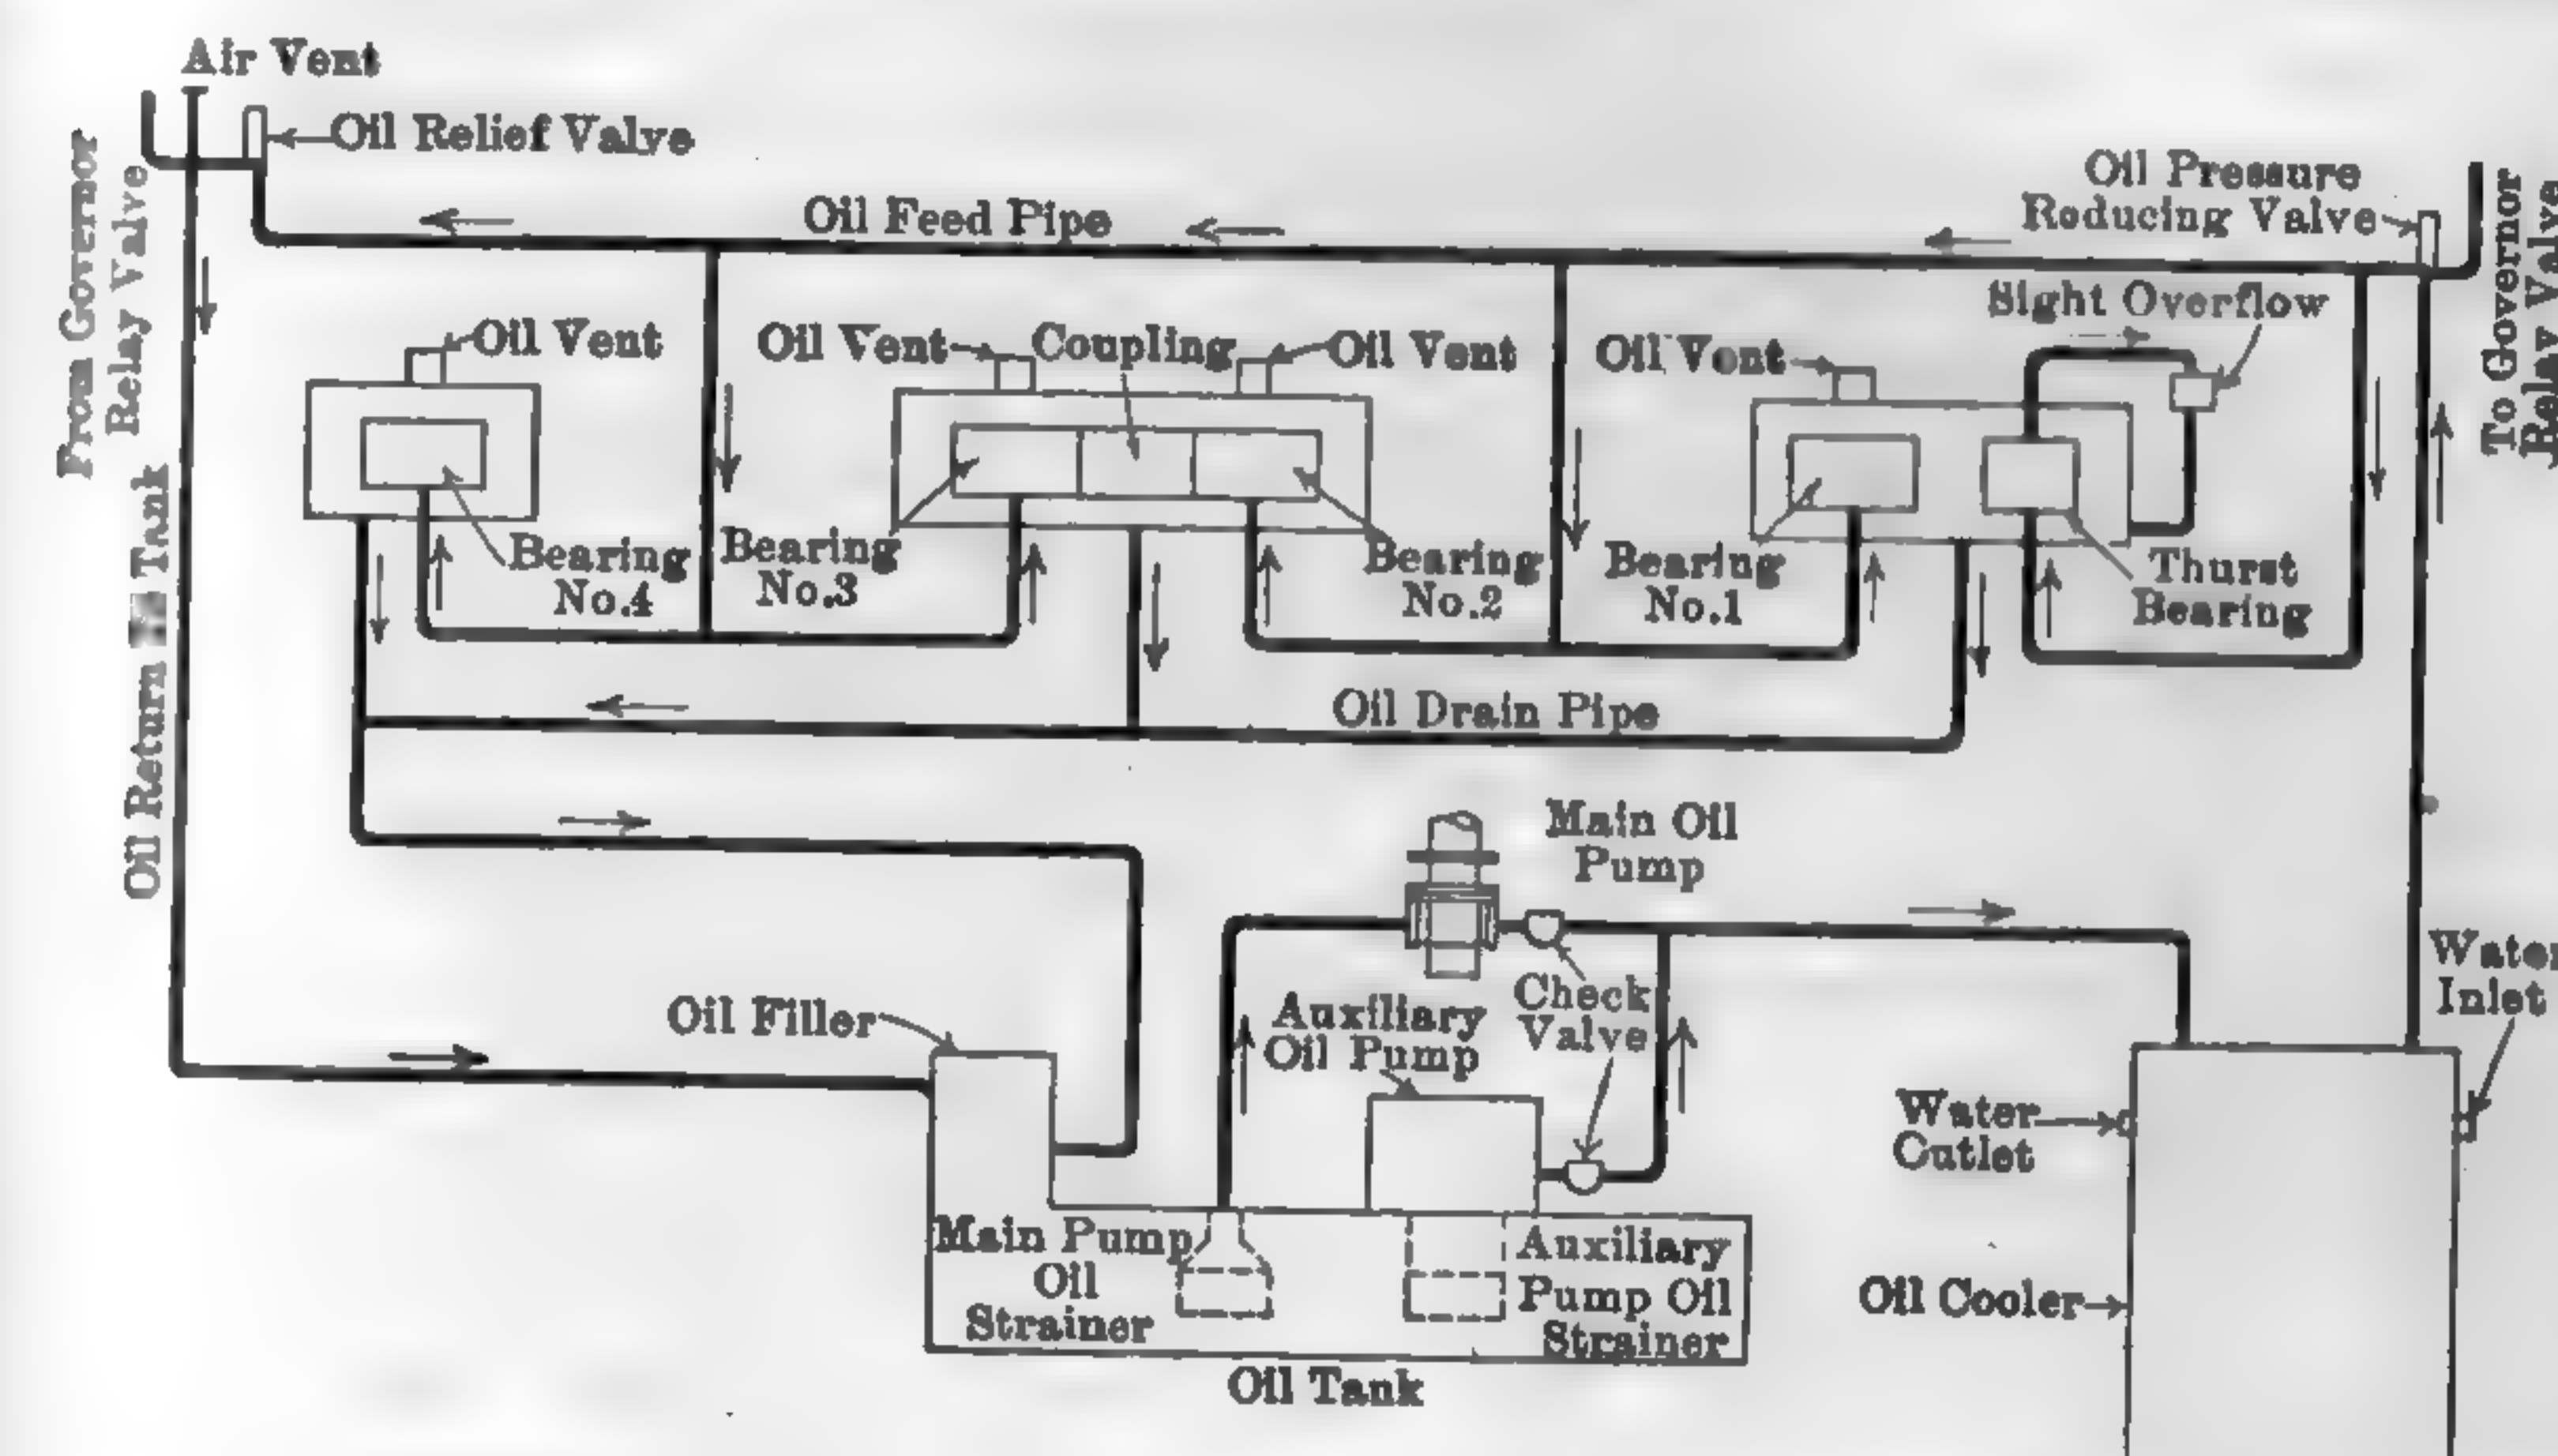 Air Vent
Oil Relief Valve
From Governor
Relay Valve
Oil Feed Pipe
Oil Pressure
Reducing Valve
To Governor
Relay Valve
Sight Overflow
Oil Vent
Oil Vent
Coupling
Oil Vent
Oil Vent
Bearing
No.4
Bearing
No.3
Bearing
No.2
Bearing
No.1
Thurst
Bearing
Oil Return
Tank
Oil Drain Pipe
Main Oil
Pump
Oil Filler
Auxiliary
Oil Pump
Check
Valve
Water
Inlet
Water
Cutlet
Main Pump
Oil
Strainer
Auxiliary
Pump Oil
Strainer
Oil Cooler
Oil Tank